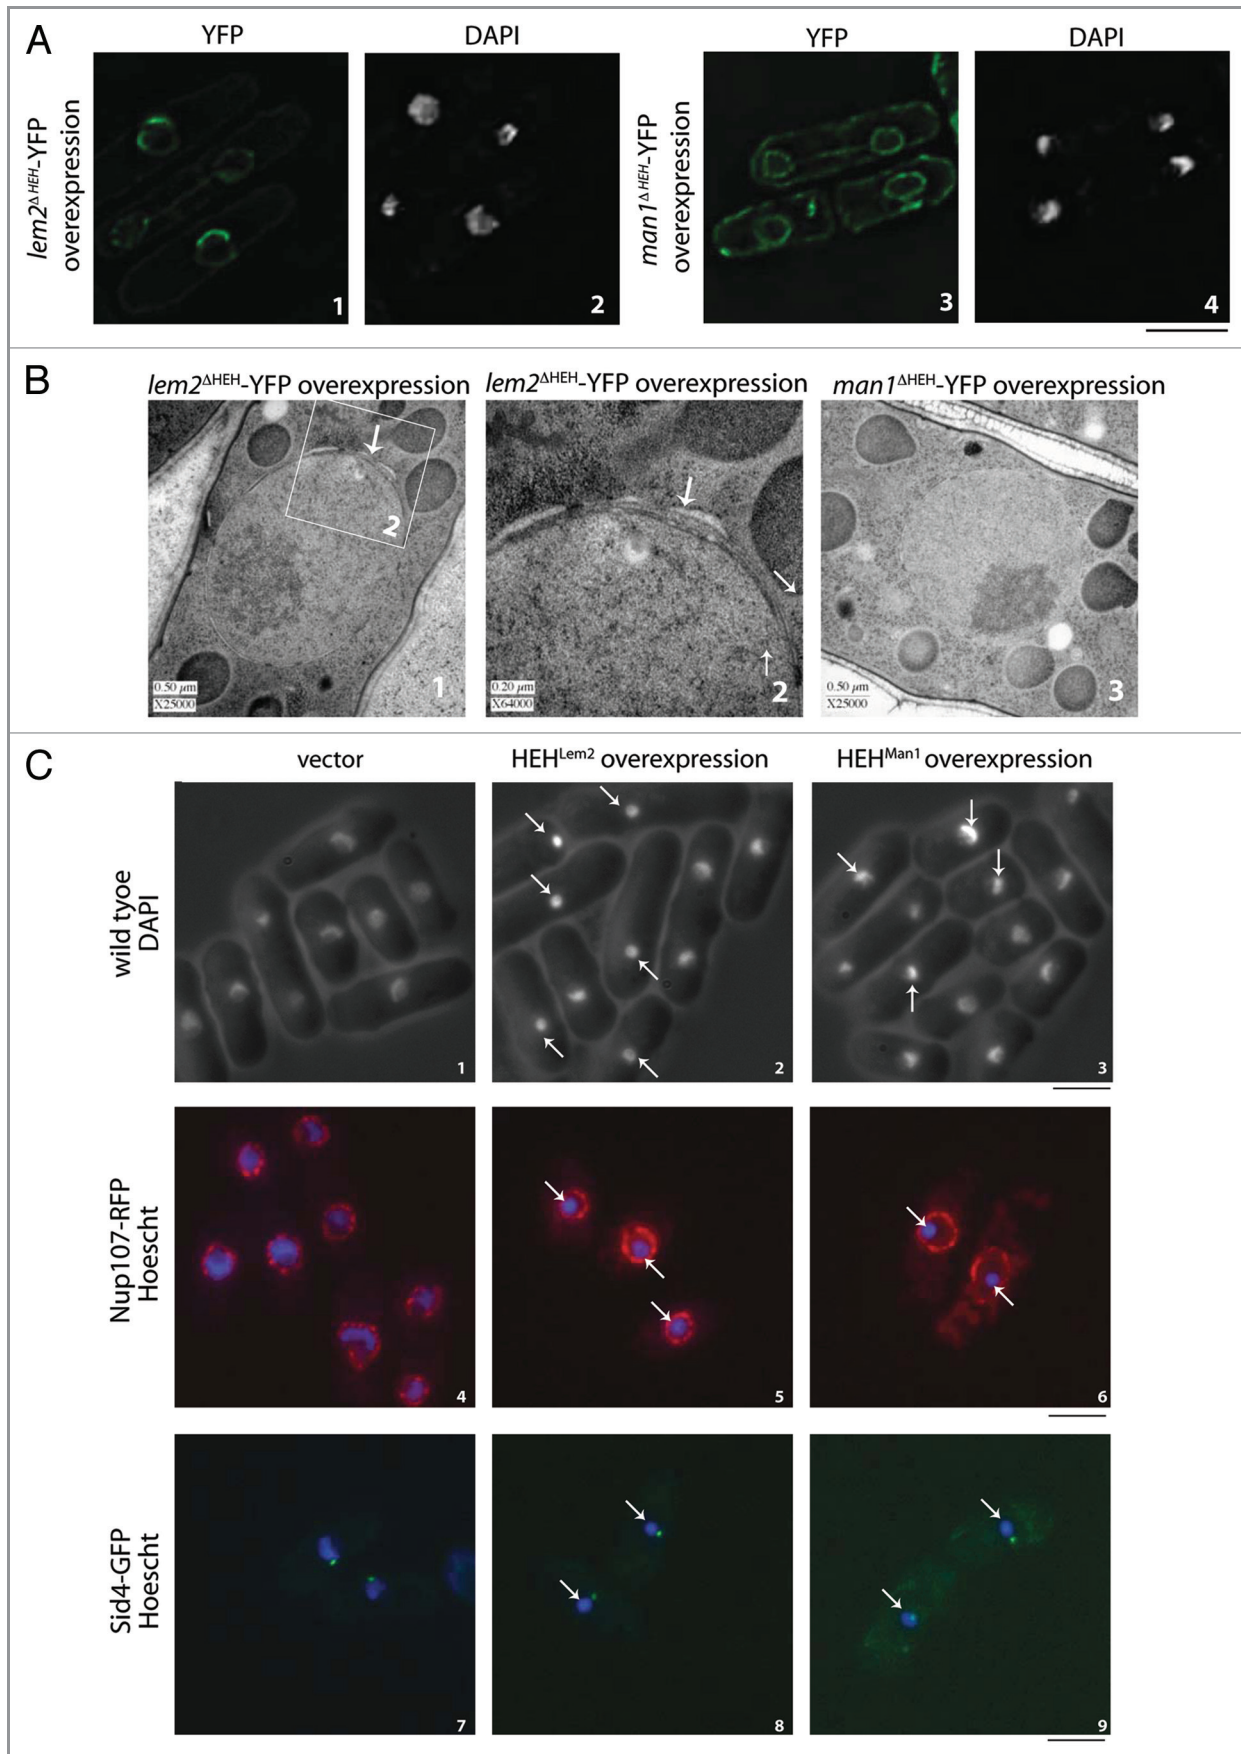 A
YFP
DAPI
YFP
DAPI
lem2ΔHEH-YFP
overexpression
man1ΔHEH-YFP
overexpression
1
2
3
4
B
lem2ΔHEH-YFP overexpression
lem2ΔHEH-YFP overexpression
man1ΔHEH-YFP overexpression
2
0.50 µm
X25000
1
0.20 µm
X64000
2
0.50 µm
X25000
3
C
vector
HEHLem2 overexpression
HEHMan1 overexpression
wild tyoe
DAPI
1
2
3
Nup107-RFP
Hoescht
4
5
6
Sid4-GFP
Hoescht
7
8
9